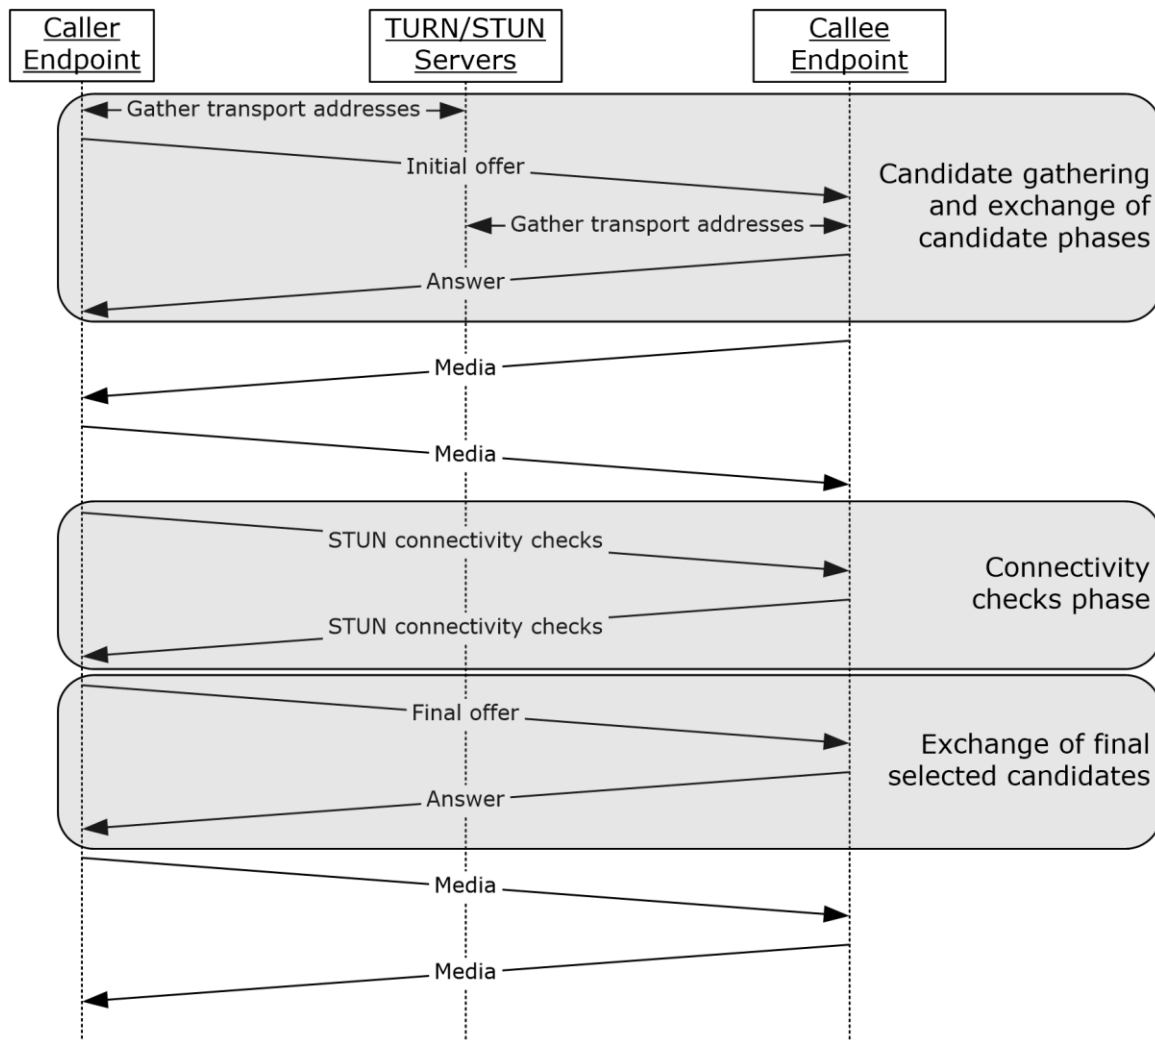 Caller
Endpoint
TURN/STUN
Servers
Callee
Endpoint
Gather transport addresses
Initial offer
Candidate gathering
and exchange of
candidate phases
Gather transport addresses
Answer
Media
Media
STUN connectivity checks
Connectivity
checks phase
STUN connectivity checks
Final offer
Exchange of final
selected candidates
Answer
Media
Media